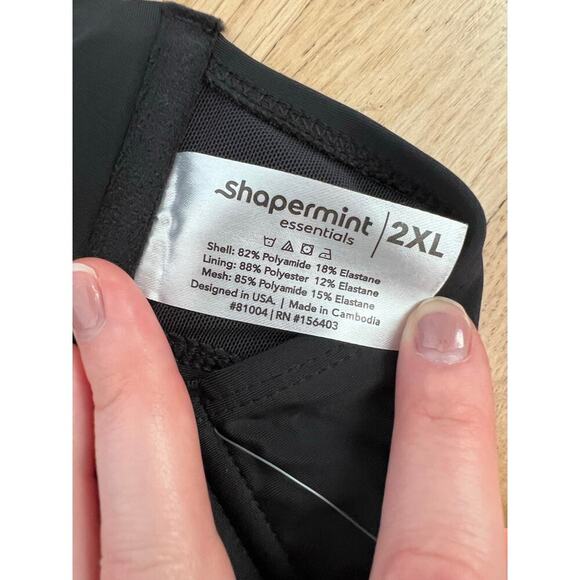 shapermint
essentials
2XL
Shell: 82% Polyamide 18% Elastane
Lining: 88% Polyester 12% Elastane
Mesh: 85% Polyamide 15% Elastane
Designed in USA. | Made in Cambodia
#81004 | RN #156403